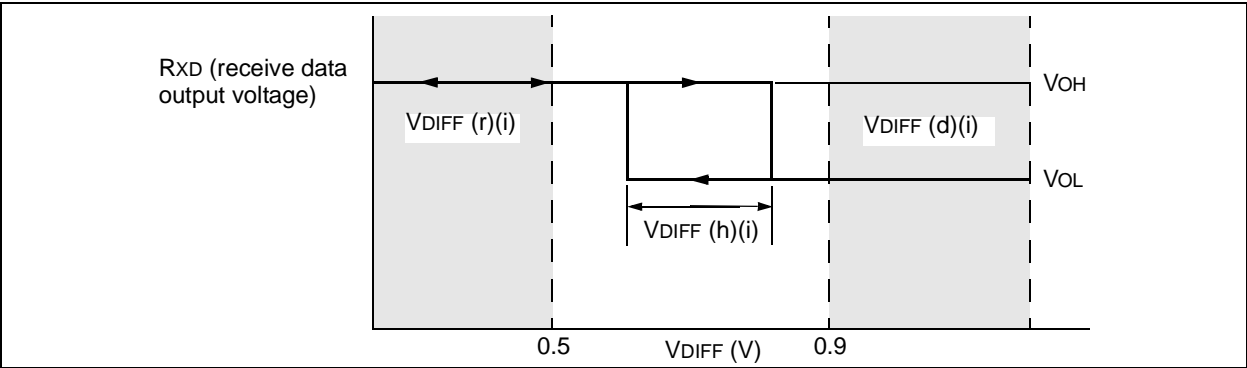 RXD (receive data
output voltage)
VOH
VDIFF (r)(i)
VDIFF (d)(i)
VOL
VDIFF (h)(i)
0.5
VDIFF (V)
0.9